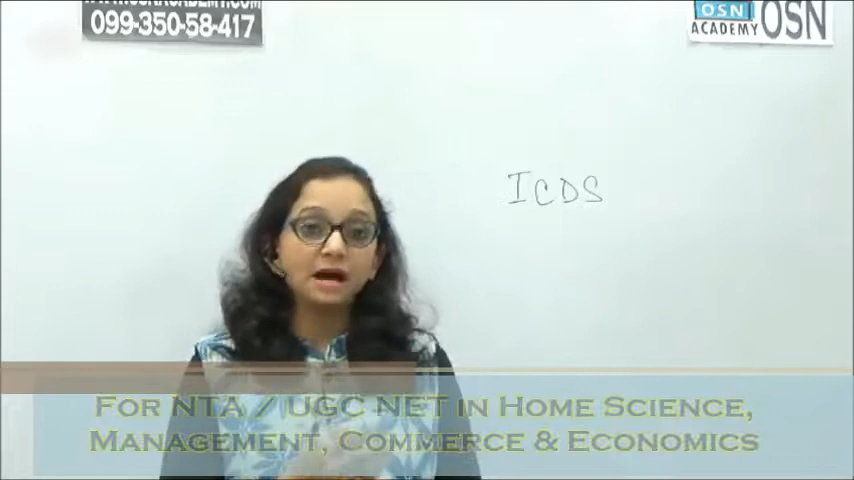 099-350-58-417
OSN
ACADEMY
OSN
ICDS
FOR NTA / UGC NET IN HOME SCIENCE,
MANAGEMENT, COMMERCE & ECONOMICS